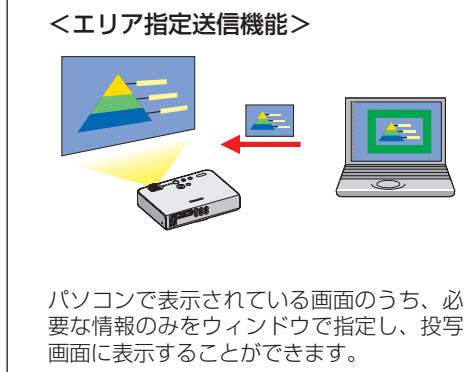 ＜エリア指定送信機能＞
パソコンで表示されている画面のうち、必
要な情報のみをウィンドウで指定し、投写
画面に表示することができます。